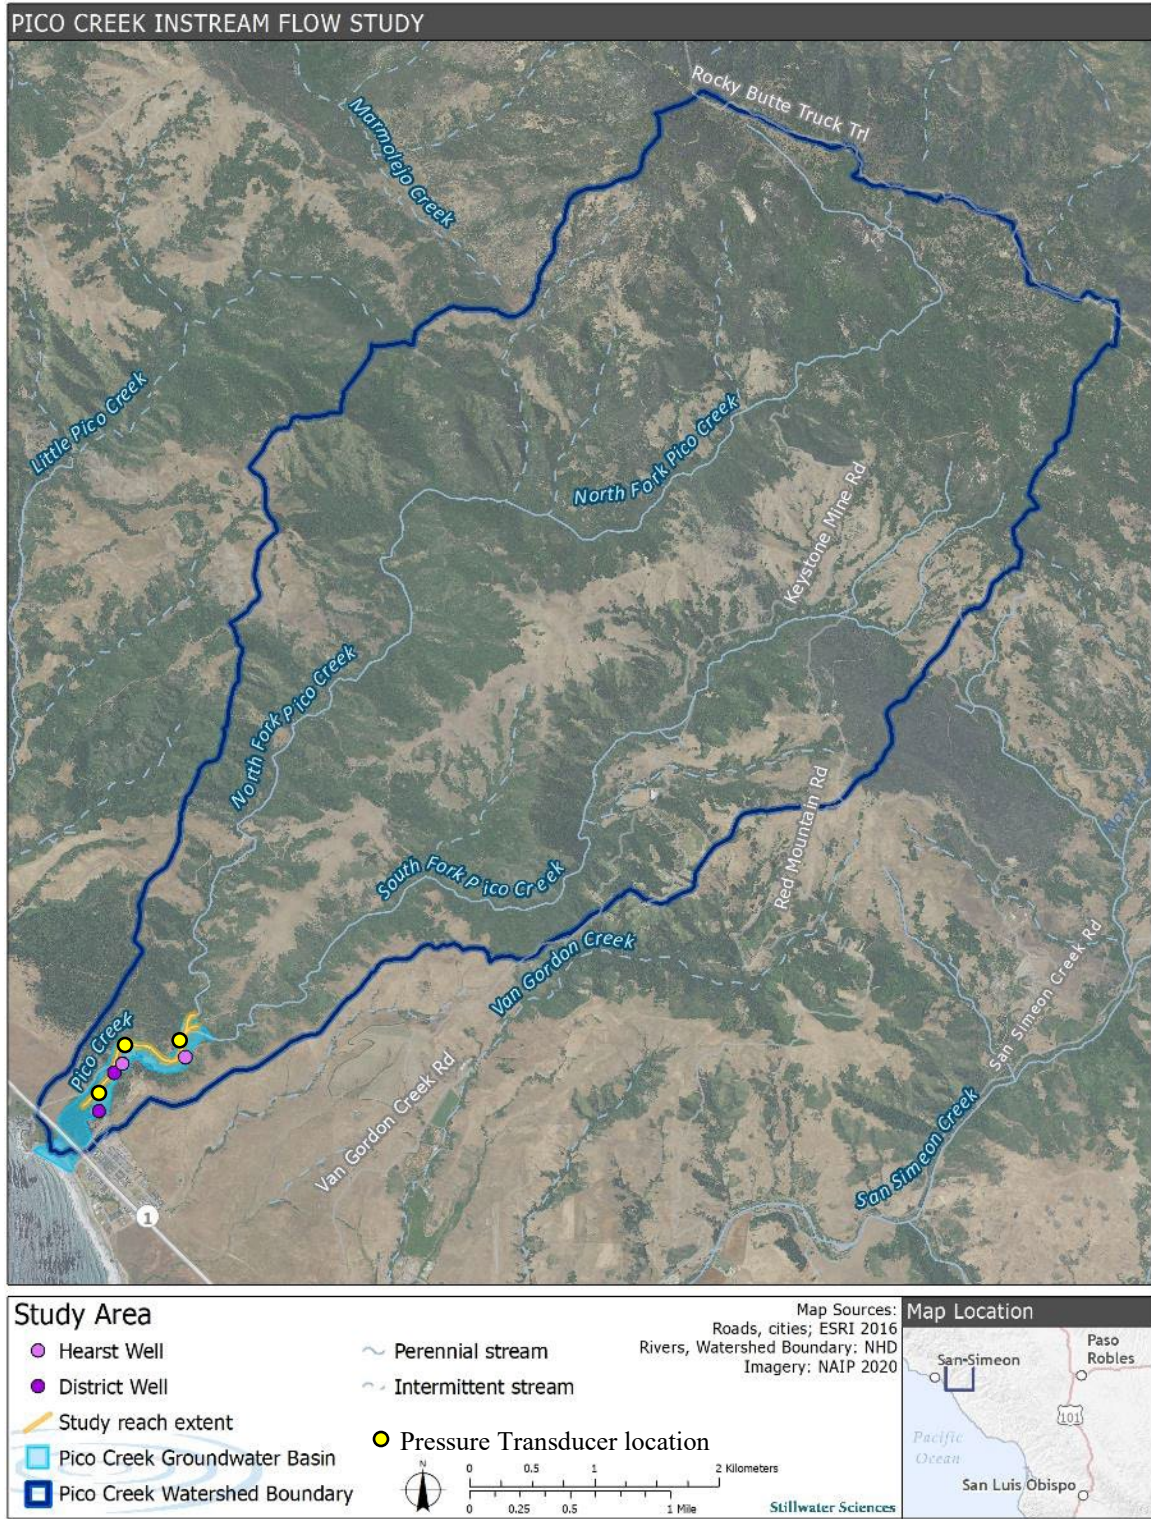 PICO CREEK INSTREAM FLOW STUDY
Rocky Butte Truck Trl
Marmolejo Creek
Little Pico Creek
North Fork Pico Creek
Keystone Mine Rd
North Fork Pico Creek
Red Mountain Rd
South Fork Pico Creek
Van Gordon Creek
San Simeon Creek Rd
Pico Creek
Van Gordon Creek Rd
San Simeon Creek
1
Study Area
Hearst Well
District Well
Study reach extent
Pico Creek Groundwater Basin
Pico Creek Watershed Boundary
Perennial stream
Intermittent stream
Pressure Transducer location
N
0 0.5 1 2 Kilometers
0 0.25 0.5 1 Mile
Map Sources:
Roads, cities; ESRI 2016
Rivers, Watershed Boundary: NHD
Imagery: NAIP 2020
Stillwater Sciences
Map Location
Paso
Robles
San Simeon
101
Pacific
Ocean
San Luis Obispo